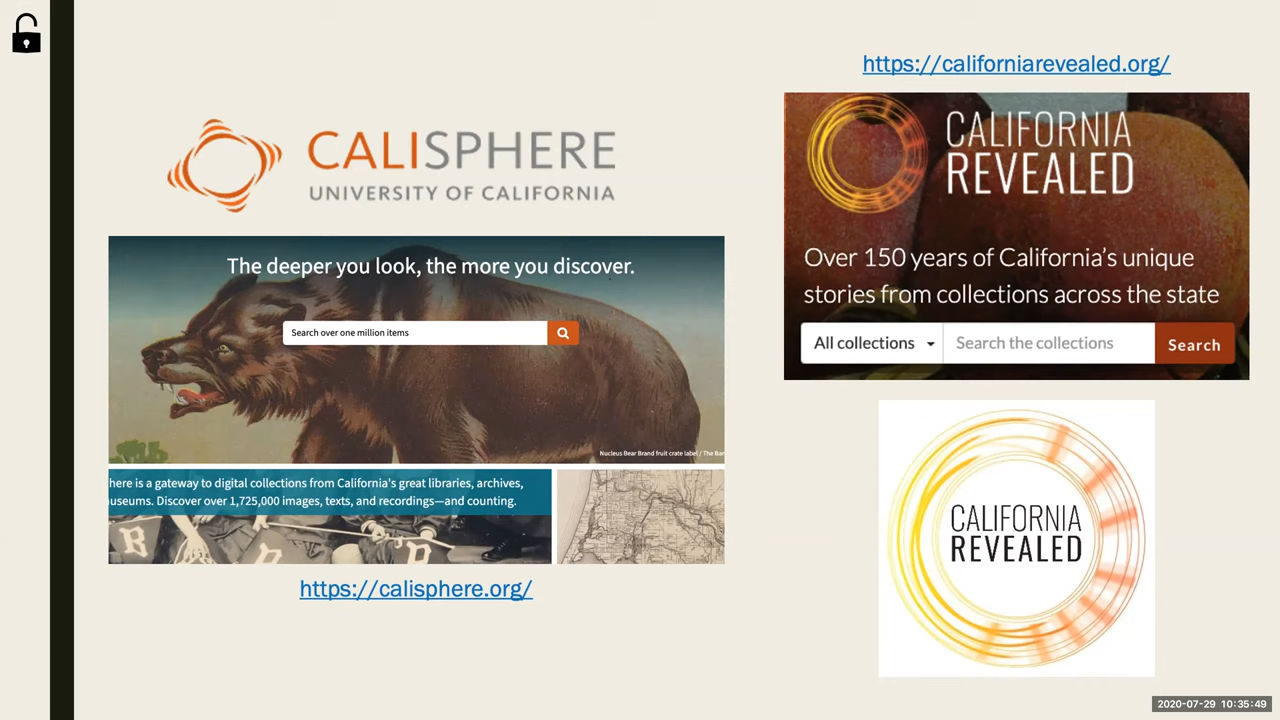 CALISPHERE
UNIVERSITY OF CALIFORNIA
The deeper you look, the more you discover.
Search over one million items
Nucleus Bear Brand fruit crate label / The Ban
here is a gateway to digital collections from California's great libraries, archives,
useums. Discover over 1,725,000 images, texts, and recordings—and counting.
B
https://calisphere.org/
https://californiarevealed.org/
CALIFORNIA
REVEALED
Over 150 years of California's unique
stories from collections across the state
All collections
Search the collections
Search
CALIFORNIA
REVEALED
2020-07-29 10:35:49